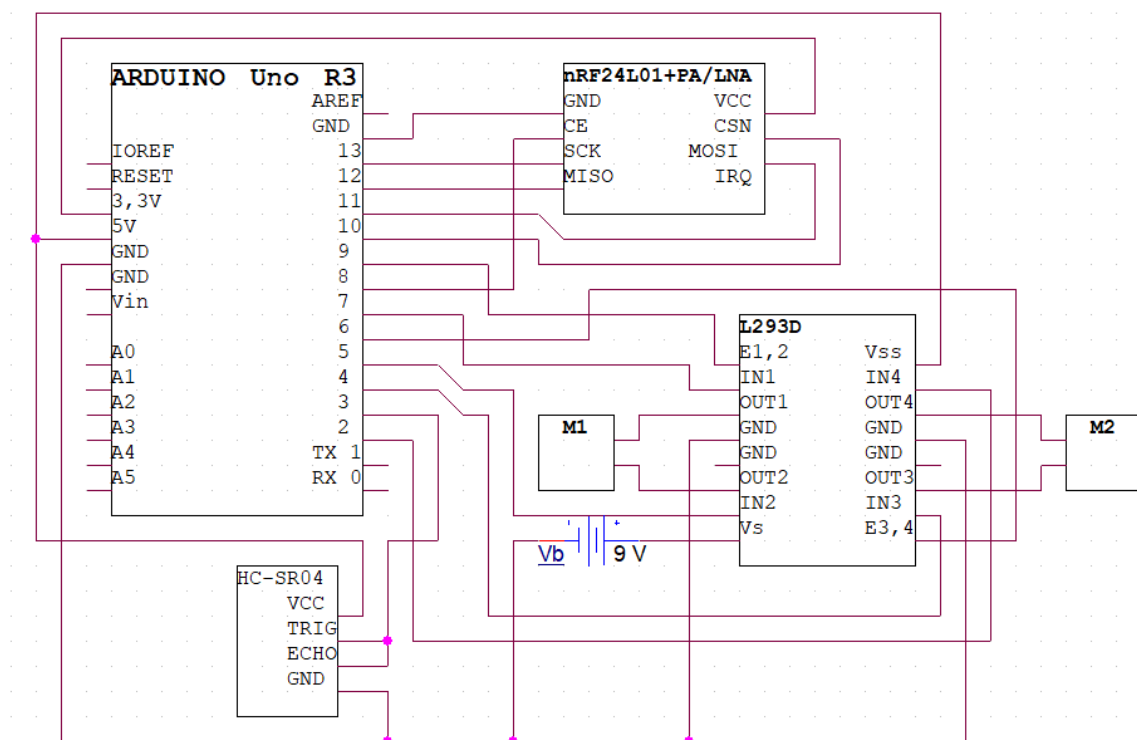 ARDUINO Uno R3
AREF
GND
IOREF
RESET
3,3V
5V
GND
GND
Vin
A0
A1
A2
A3
A4
A5
13
12
11
10
9
8
7
6
5
4
3
2
TX 1
RX 0
nRF24L01+PA/LNA
GND
CE
SCK
MISO
VCC
CSN
MOSI
IRQ
L293D
E1,2
IN1
OUT1
GND
GND
OUT2
IN2
Vs
Vss
IN4
OUT4
GND
GND
OUT3
IN3
E3,4
M1
M2
- +
Vb 9 V
HC-SR04
VCC
TRIG
ECHO
GND